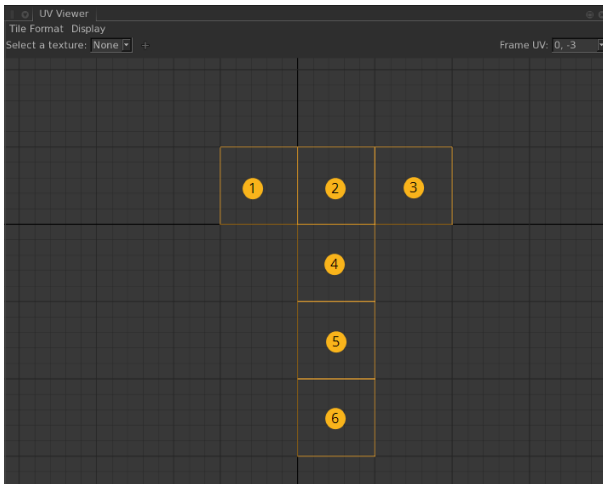 UV Viewer
Tile Format Display
Select a texture: None Frame UV: 0, -3
1 2 3
4
5
6